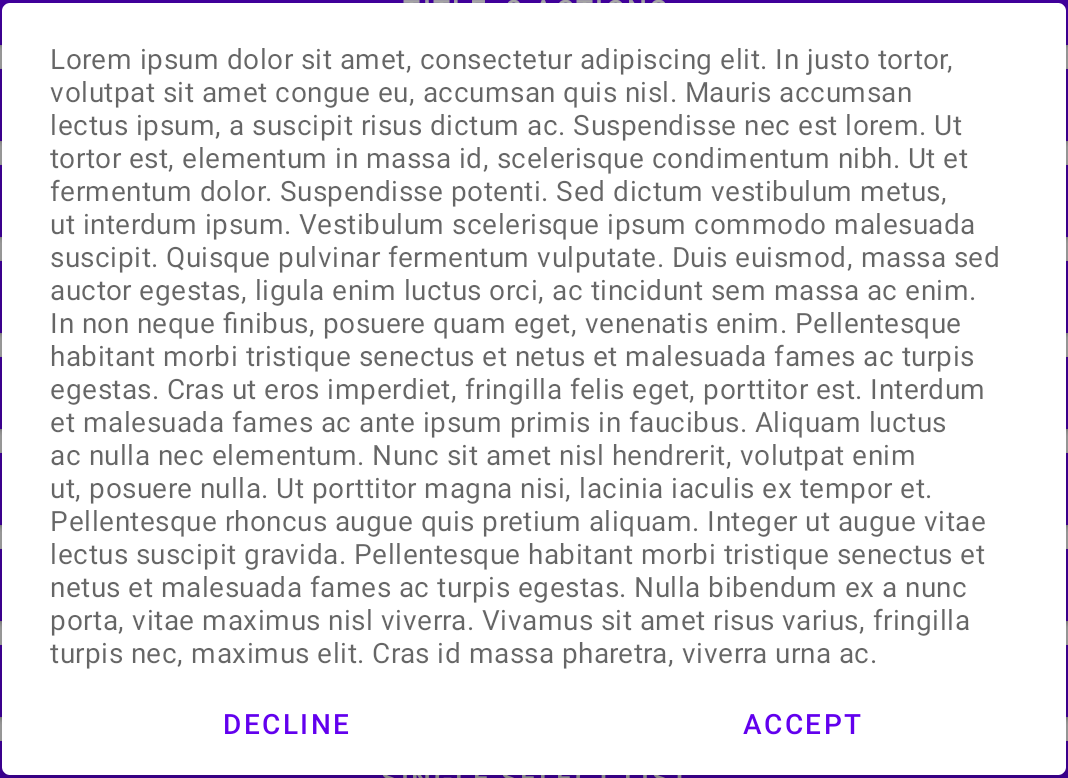 Lorem ipsum dolor sit amet, consectetur adipiscing elit. In justo tortor,
volutpat sit amet congue eu, accumsan quis nisl. Mauris accumsan
lectus ipsum, a suscipit risus dictum ac. Suspendisse nec est lorem. Ut
tortor est, elementum in massa id, scelerisque condimentum nibh. Ut et
fermentum dolor. Suspendisse potenti. Sed dictum vestibulum metus,
ut interdum ipsum. Vestibulum scelerisque ipsum commodo malesuada
suscipit. Quisque pulvinar fermentum vulputate. Duis euismod, massa sed
auctor egestas, ligula enim luctus orci, ac tincidunt sem massa ac enim.
In non neque finibus, posuere quam eget, venenatis enim. Pellentesque
habitant morbi tristique senectus et netus et malesuada fames ac turpis
egestas. Cras ut eros imperdiet, fringilla felis eget, porttitor est. Interdum
et malesuada fames ac ante ipsum primis in faucibus. Aliquam luctus
ac nulla nec elementum. Nunc sit amet nisl hendrerit, volutpat enim
ut, posuere nulla. Ut porttitor magna nisi, lacinia iaculis ex tempor et.
Pellentesque rhoncus augue quis pretium aliquam. Integer ut augue vitae
lectus suscipit gravida. Pellentesque habitant morbi tristique senectus et
netus et malesuada fames ac turpis egestas. Nulla bibendum ex a nunc
porta, vitae maximus nisl viverra. Vivamus sit amet risus varius, fringilla
turpis nec, maximus elit. Cras id massa pharetra, viverra urna ac.
DECLINE ACCEPT